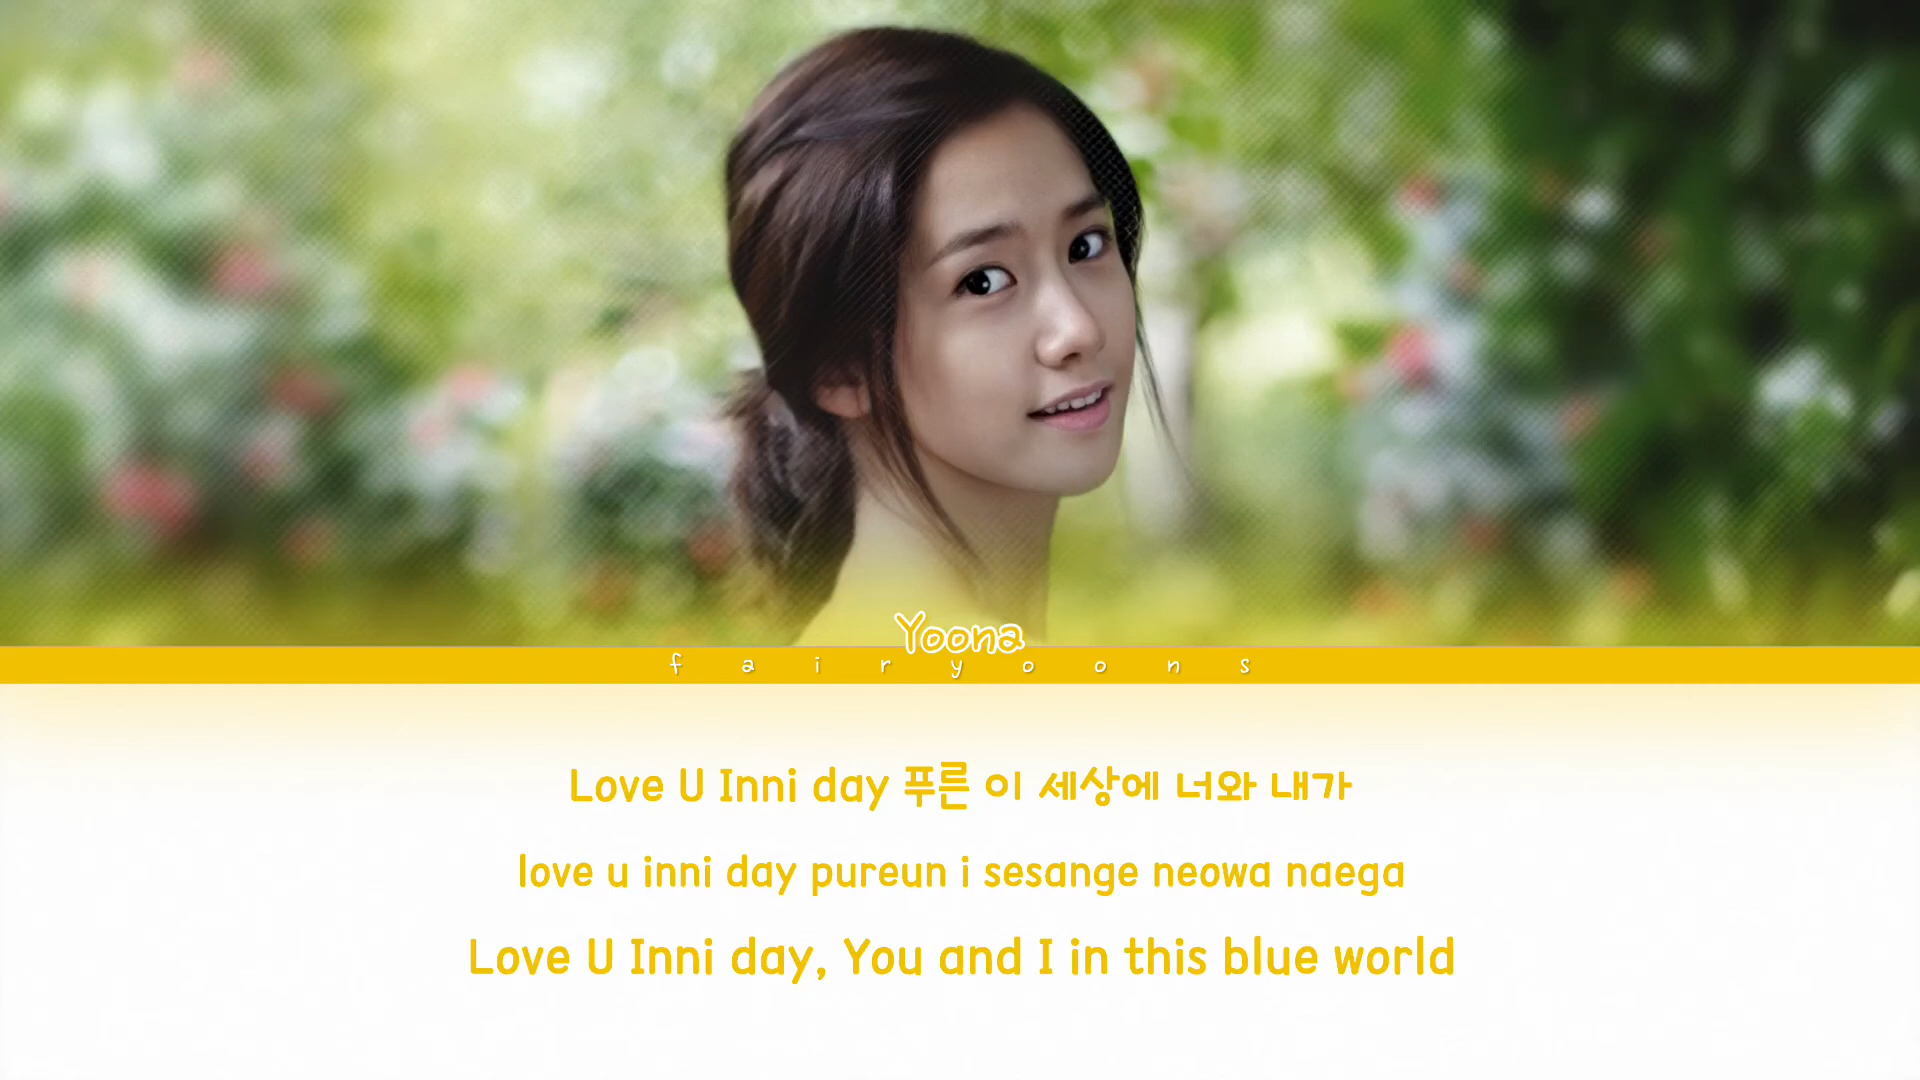 Yoona
fairyoons
Love U Inni day 푸른 이 세상에 너와 내가
love u inni day pureun i sesange neowa naega
Love U Inni day, You and I in this blue world